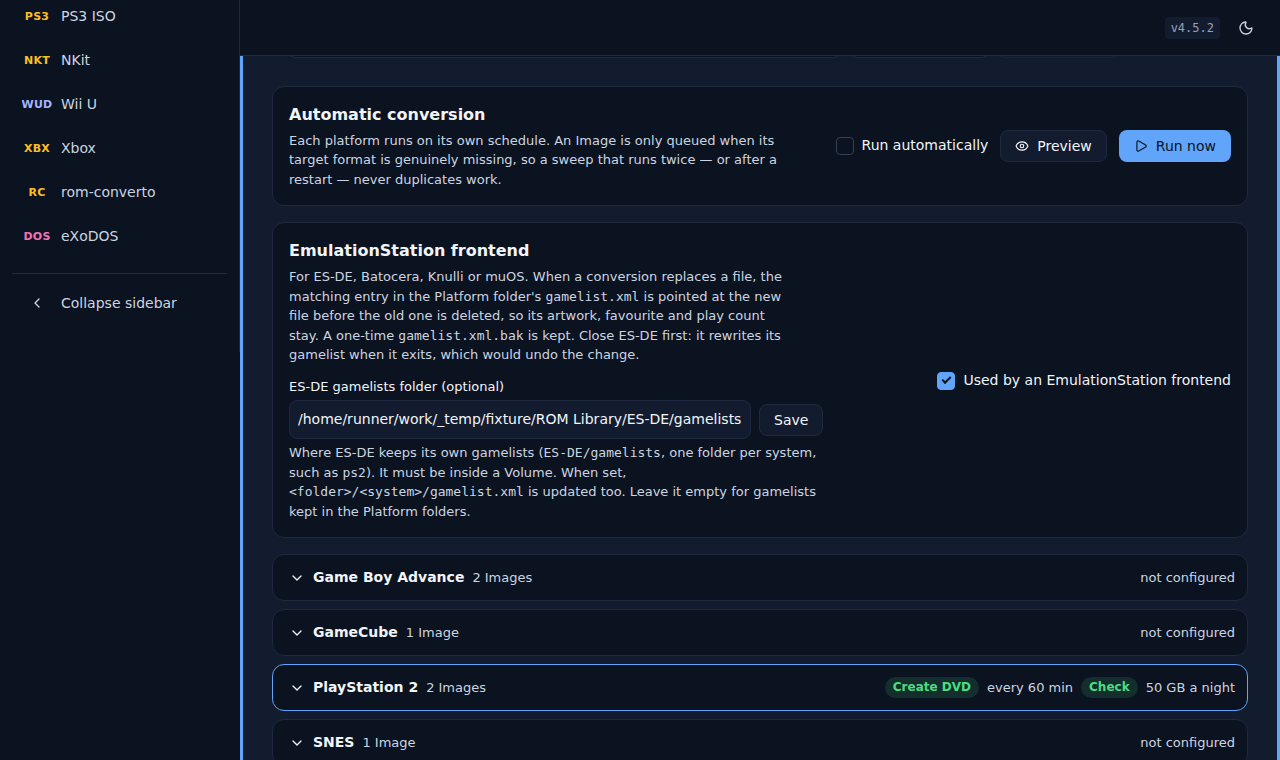 PS3 PS3 ISO
NKT NKit
WUD Wii U
XBX Xbox
RC rom-converto
DOS eXoDOS
Collapse sidebar
v4.5.2
Automatic conversion
Each platform runs on its own schedule. An Image is only queued when its
target format is genuinely missing, so a sweep that runs twice — or after a
restart — never duplicates work.
Run automatically
Preview
Run now
EmulationStation frontend
For ES-DE, Batocera, Knulli or muOS. When a conversion replaces a file, the
matching entry in the Platform folder's gamelist.xml is pointed at the new
file before the old one is deleted, so its artwork, favourite and play count
stay. A one-time gamelist.xml.bak is kept. Close ES-DE first: it rewrites its
gamelist when it exits, which would undo the change.
ES-DE gamelists folder (optional)
/home/runner/work/_temp/fixture/ROM Library/ES-DE/gamelists
Save
Where ES-DE keeps its own gamelists (ES-DE/gamelists, one folder per system,
such as ps2). It must be inside a Volume. When set,
<folder>/<system>/gamelist.xml is updated too. Leave it empty for gamelists
kept in the Platform folders.
Used by an EmulationStation frontend
Game Boy Advance 2 Images not configured
GameCube 1 Image not configured
PlayStation 2 2 Images Create DVD every 60 min Check 50 GB a night
SNES 1 Image not configured